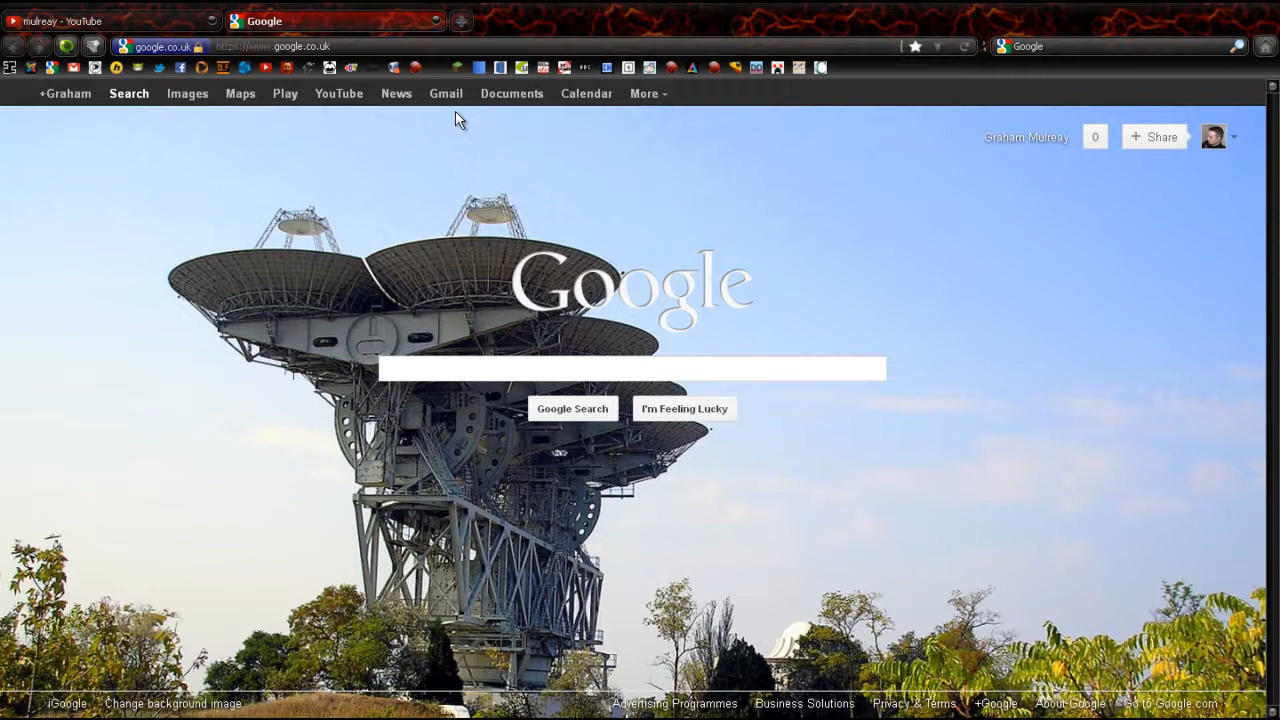 mulreay - YouTube
Google
google.co.uk
https://www.google.co.uk
Google
+Graham Search Images Maps Play YouTube News Gmail Documents Calendar More
Graham Mulreay 0 + Share
Google
Google Search I'm Feeling Lucky
iGoogle Change background image Advertising Programmes Business Solutions Privacy & Terms +Google About Google Go to Google.com